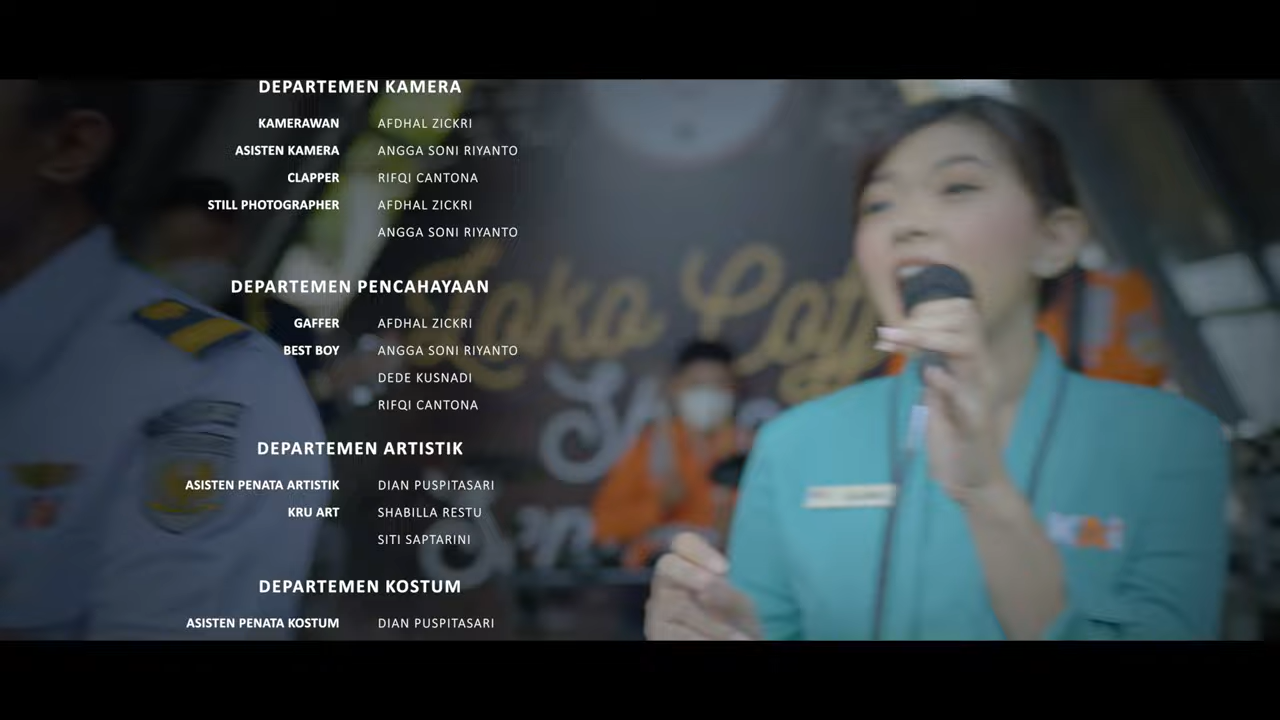 DEPARTEMEN KAMERA
KAMERAWAN AFDHAL ZICKRI
ASISTEN KAMERA ANGGA SONI RIYANTO
CLAPPER RIFQI CANTONA
STILL PHOTOGRAPHER AFDHAL ZICKRI
ANGGA SONI RIYANTO
DEPARTEMEN PENCAHAYAAN
GAFFER AFDHAL ZICKRI
BEST BOY ANGGA SONI RIYANTO
DEDE KUSNADI
RIFQI CANTONA
DEPARTEMEN ARTISTIK
ASISTEN PENATA ARTISTIK DIAN PUSPITASARI
KRU ART SHABILLA RESTU
SITI SAPTARINI
DEPARTEMEN KOSTUM
ASISTEN PENATA KOSTUM DIAN PUSPITASARI
Toko
KAI